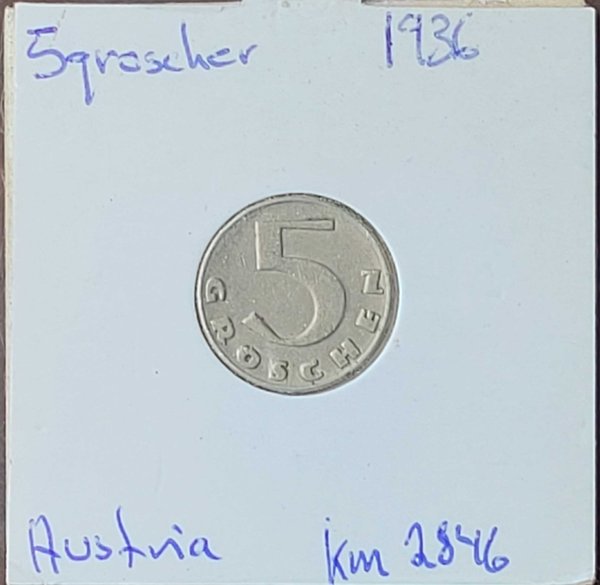 5groscher 1936
5
GROSCHEN
Austria Km 2846